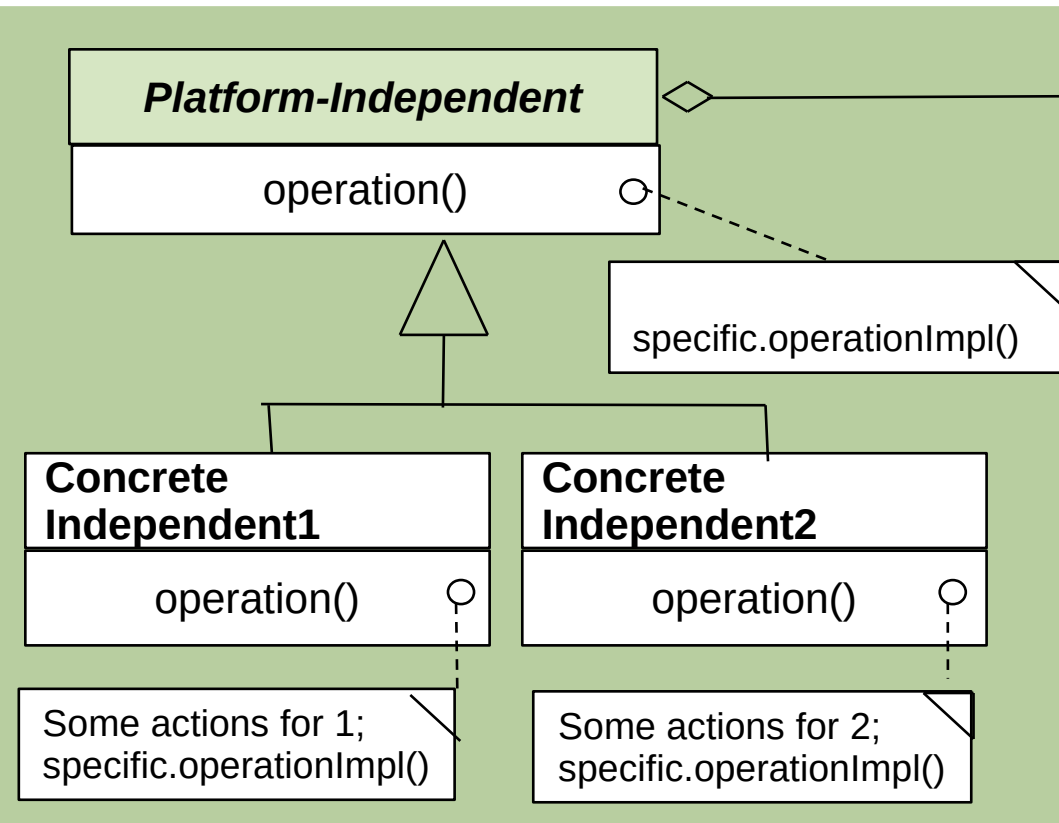 Platform-Independent
operation()
specific.operationImpl()
Concrete
Independent1
operation()
Some actions for 1;
specific.operationImpl()
Concrete
Independent2
operation()
Some actions for 2;
specific.operationImpl()